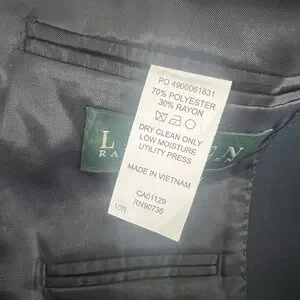 PO 4900061831
70% POLYESTER
30% RAYON
DRY CLEAN ONLY
LOW MOISTURE
UTILITY PRESS
MADE IN VIETNAM
CA01129
RN90736